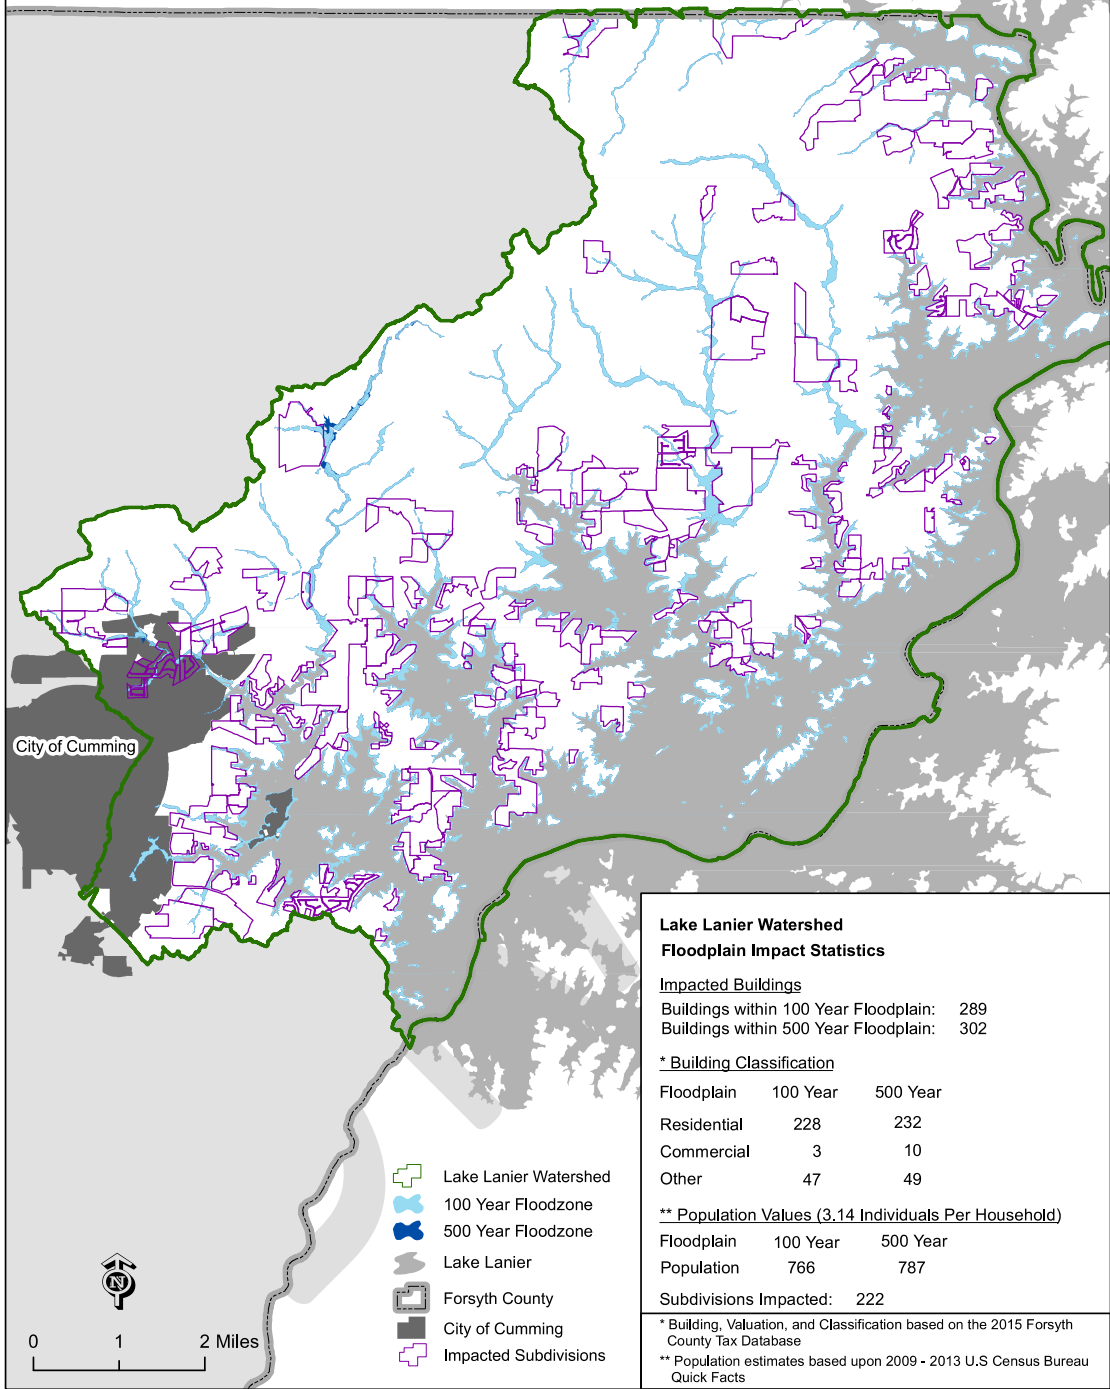 City of Cumming
Lake Lanier Watershed
Floodplain Impact Statistics
Impacted Buildings
Buildings within 100 Year Floodplain: 289
Buildings within 500 Year Floodplain: 302
* Building Classification
Floodplain 100 Year 500 Year
Residential 228 232
Commercial 3 10
Other 47 49
** Population Values (3.14 Individuals Per Household)
Floodplain 100 Year 500 Year
Population 766 787
Subdivisions Impacted: 222
* Building, Valuation, and Classification based on the 2015 Forsyth
County Tax Database
** Population estimates based upon 2009 - 2013 U.S Census Bureau
Quick Facts
Lake Lanier Watershed
100 Year Floodzone
500 Year Floodzone
Lake Lanier
Forsyth County
City of Cumming
Impacted Subdivisions
N
0 1 2 Miles